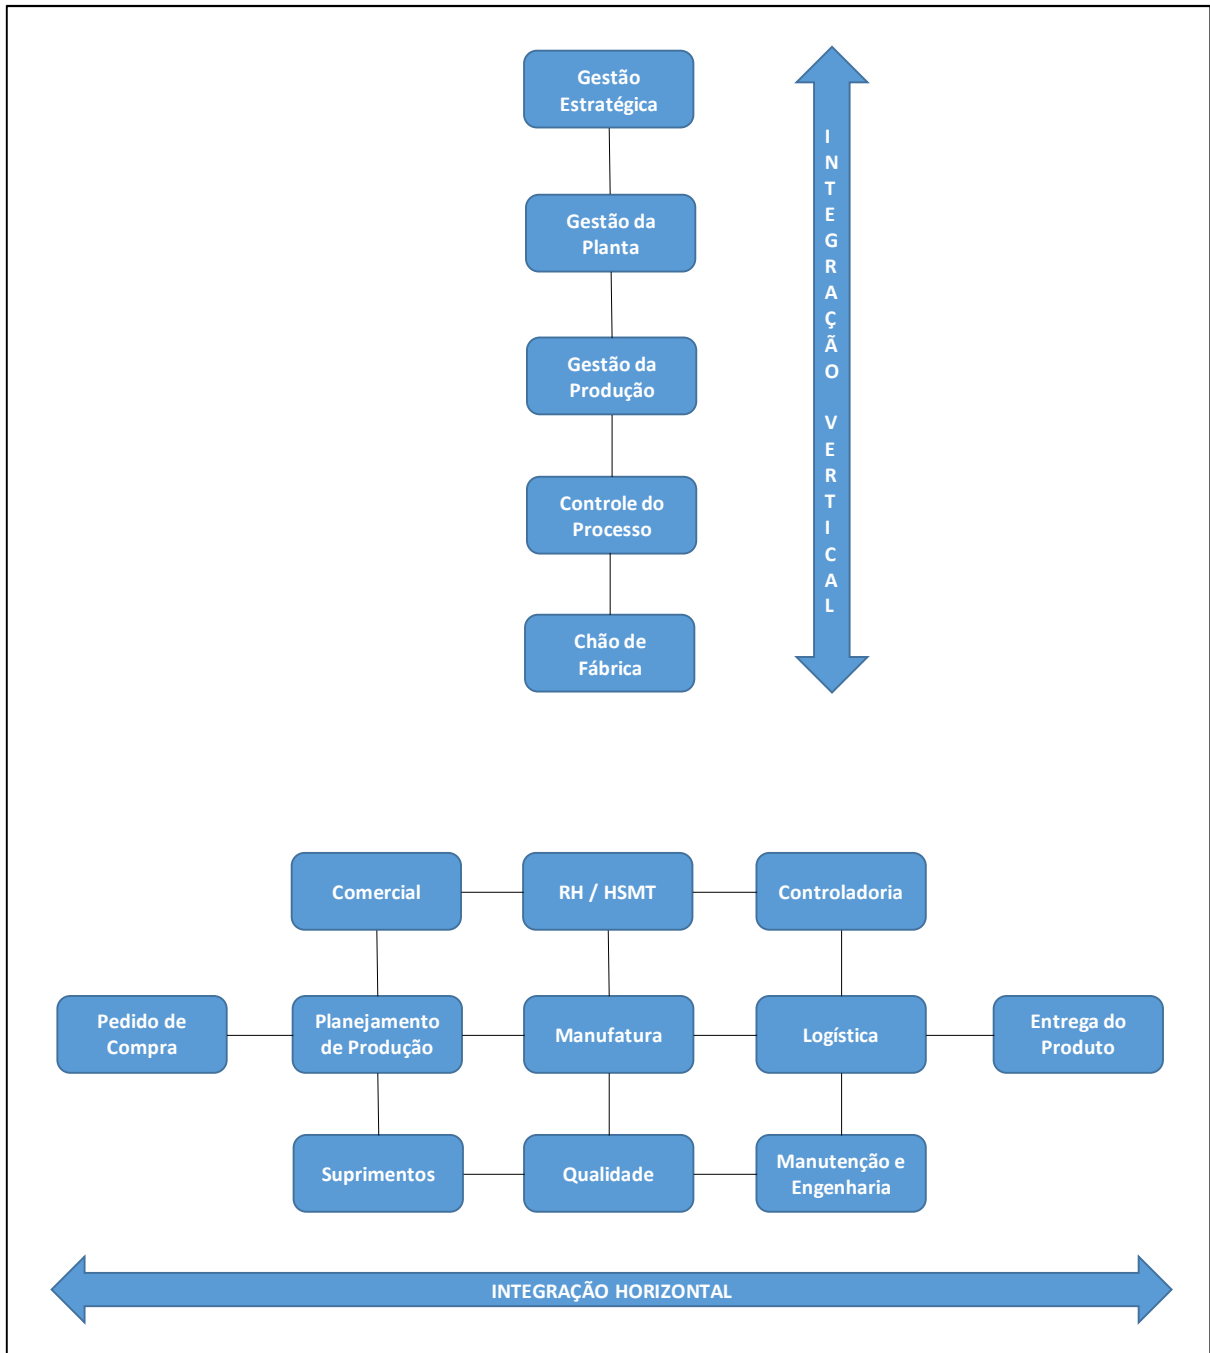 Gestão
Estratégica
Gestão da
Planta
Gestão da
Produção
Controle do
Processo
Chão de
Fábrica
I
N
T
E
G
R
A
Ç
Ã
O
V
E
R
T
I
C
A
L
Comercial
RH / HSMT
Controladoria
Pedido de
Compra
Planejamento
de Produção
Manufatura
Logística
Entrega do
Produto
Suprimentos
Qualidade
Manutenção e
Engenharia
INTEGRAÇÃO HORIZONTAL